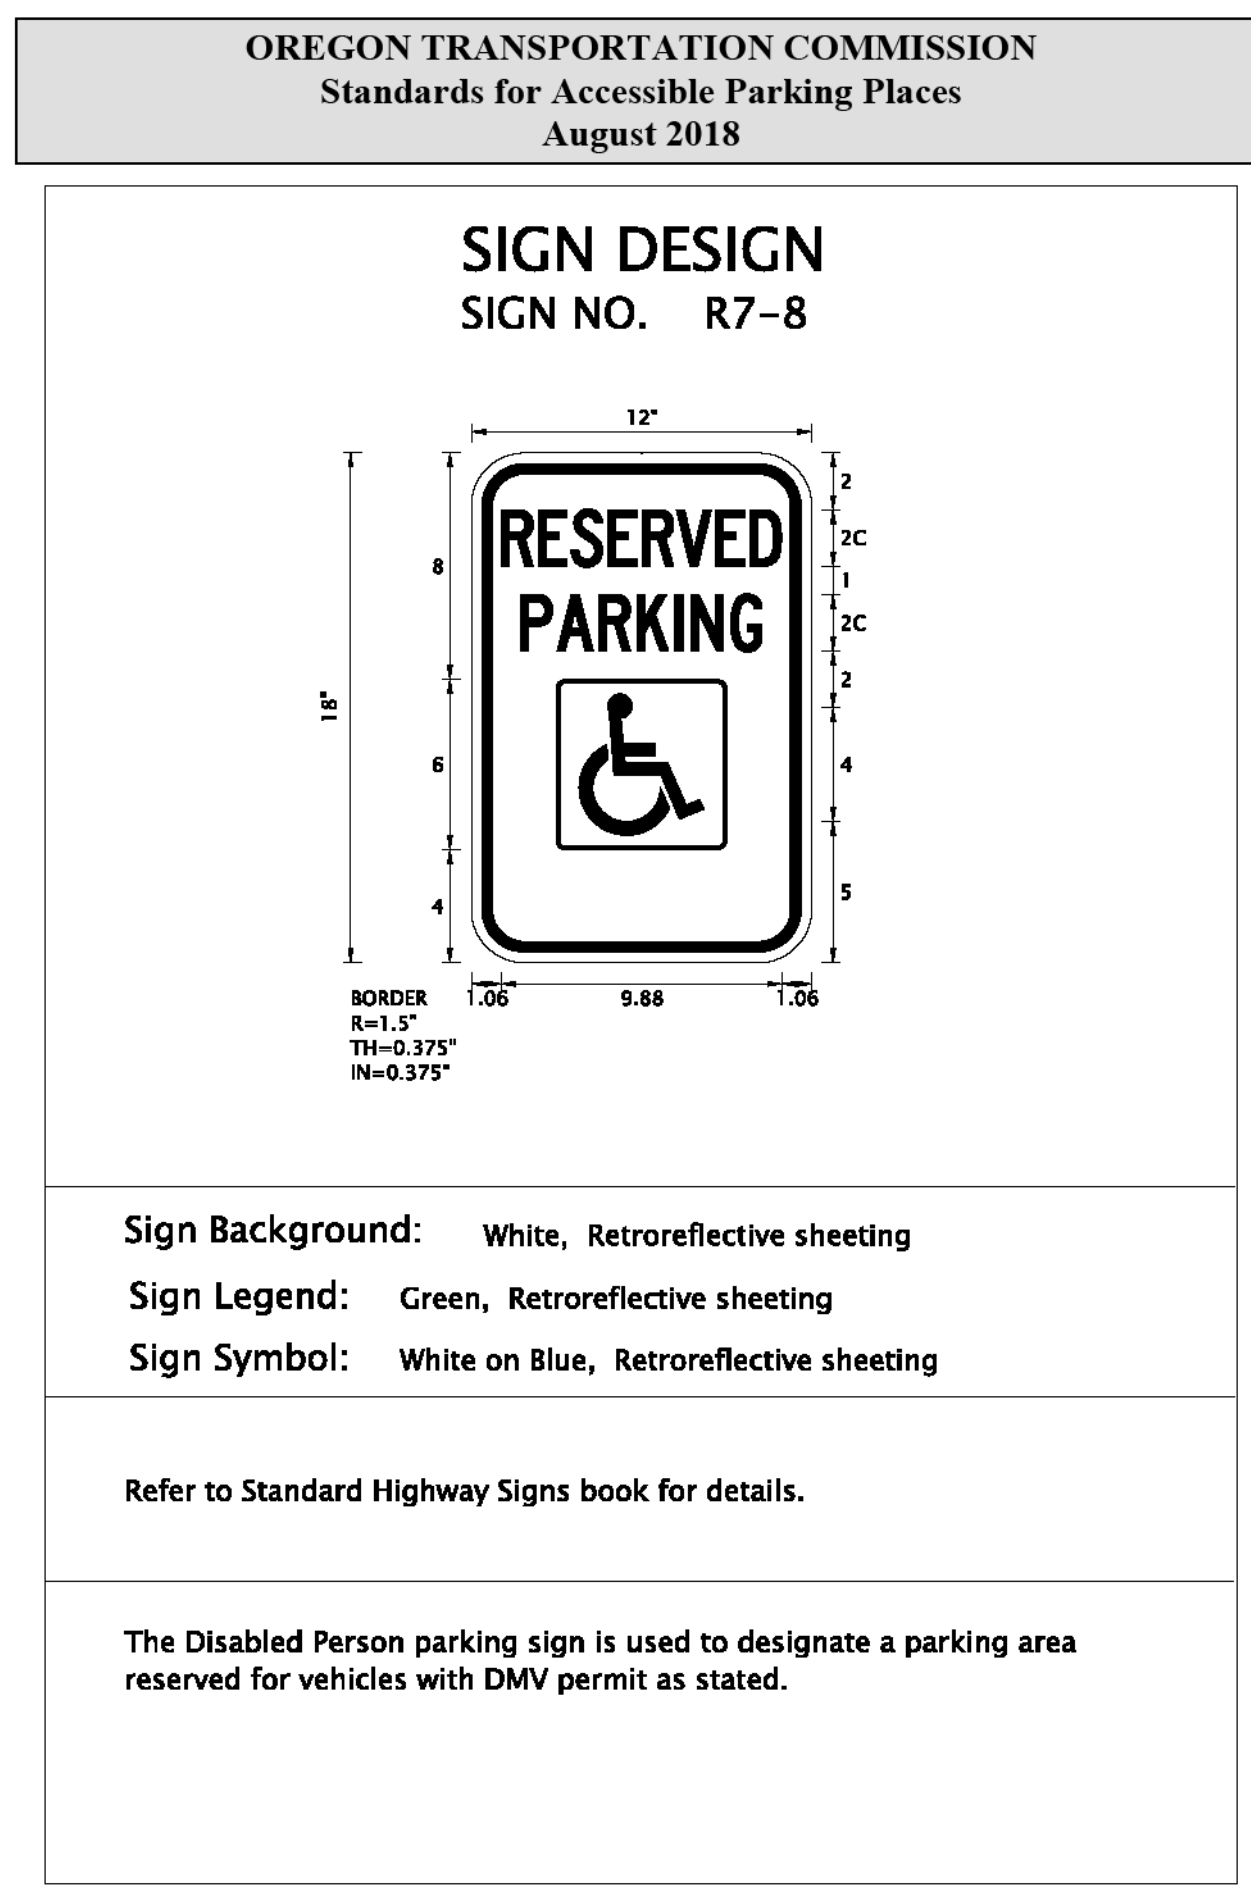 OREGON TRANSPORTATION COMMISSION
Standards for Accessible Parking Places
August 2018
SIGN DESIGN
SIGN NO. R7-8
12"
18"
8
6
4
RESERVED
PARKING
2
2C
1
2C
2
4
5
1.06 9.88 1.06
BORDER
R=1.5"
TH=0.375"
IN=0.375"
Sign Background: White, Retroreflective sheeting
Sign Legend: Green, Retroreflective sheeting
Sign Symbol: White on Blue, Retroreflective sheeting
Refer to Standard Highway Signs book for details.
The Disabled Person parking sign is used to designate a parking area
reserved for vehicles with DMV permit as stated.